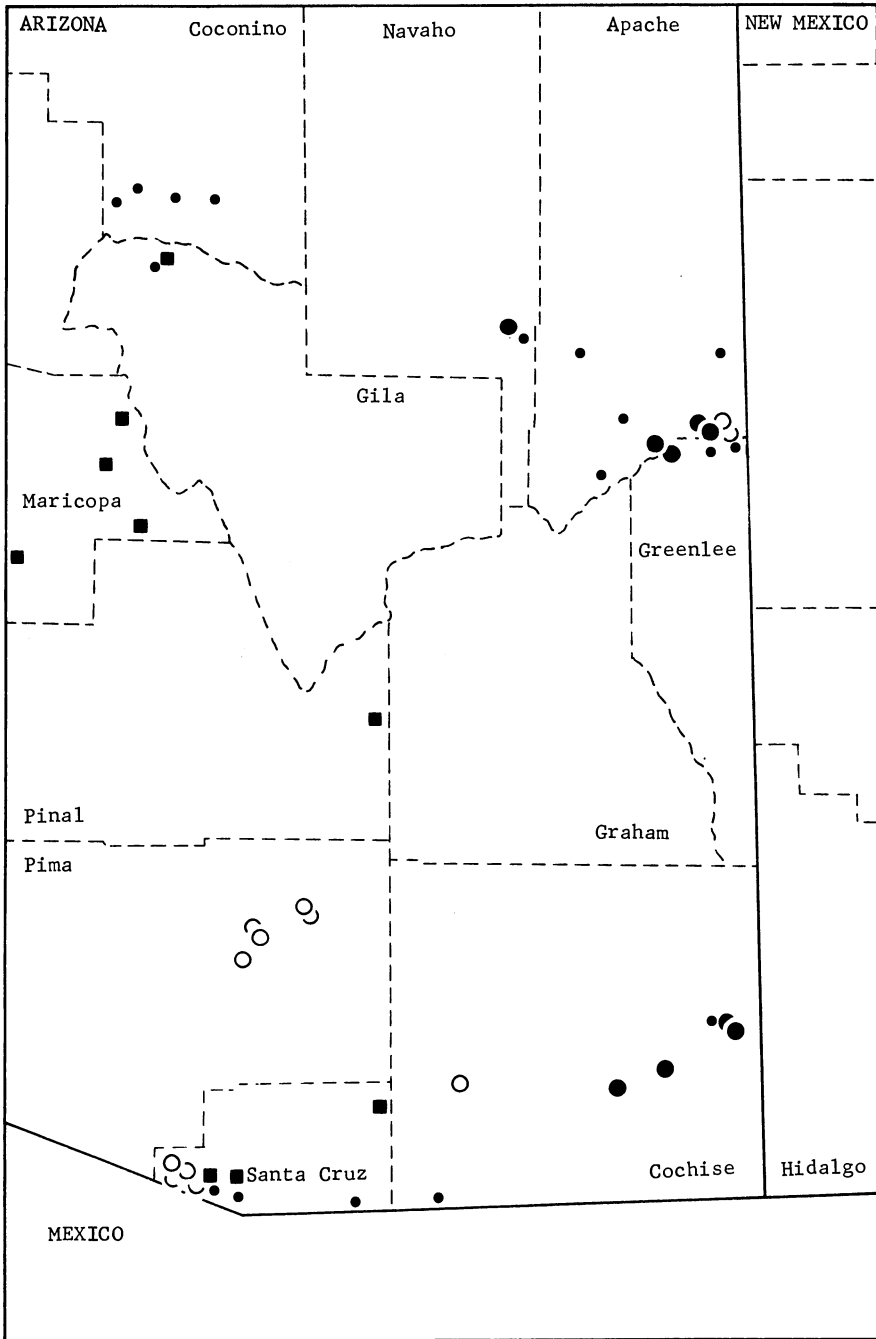 ARIZONA
Coconino
Navaho
Apache
NEW MEXICO
Gila
Maricopa
Greenlee
Pinal
Graham
Pima
Santa Cruz
Cochise
Hidalgo
MEXICO